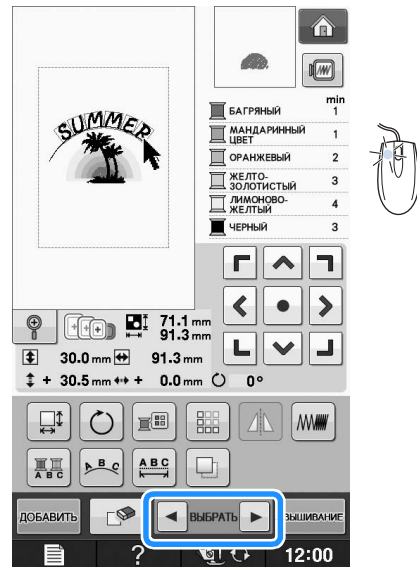 SUMMER
min
БАГРЯНЫЙ 1
МАНДАРИННЫЙ
ЦВЕТ 1
ОРАНЖЕВЫЙ 2
ЖЕЛТО-
ЗОЛОТИСТЫЙ 3
ЛИМОНОВО-
ЖЕЛТЫЙ 4
ЧЕРНЫЙ 3
71.1 mm
91.3 mm
30.0 mm 91.3 mm
+ 30.5 mm + 0.0 mm 0°
A B C
A B C
A B C
ДОБАВИТЬ ВЫБРАТЬ ВЫШИВАНИЕ
? 12:00